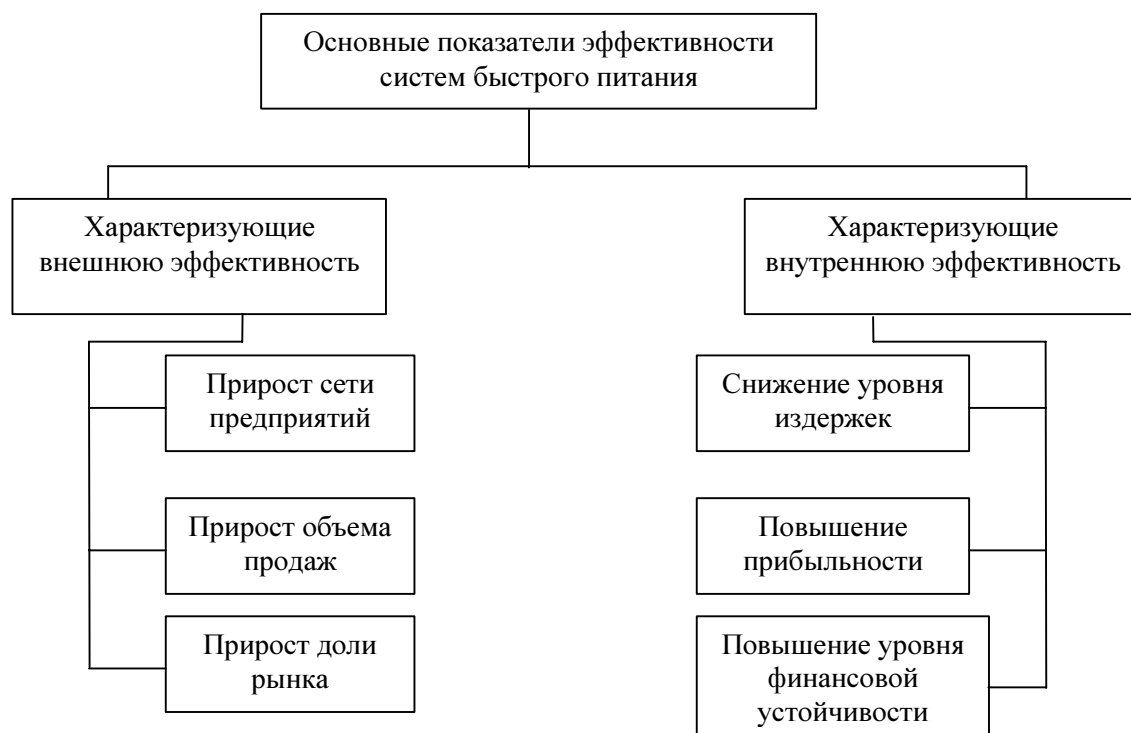 Основные показатели эффективности
систем быстрого питания
Характеризующие
внешнюю эффективность
Характеризующие
внутреннюю эффективность
Прирост сети
предприятий
Снижение уровня
издержек
Прирост объема
продаж
Повышение
прибыльности
Прирост доли
рынка
Повышение уровня
финансовой
устойчивости